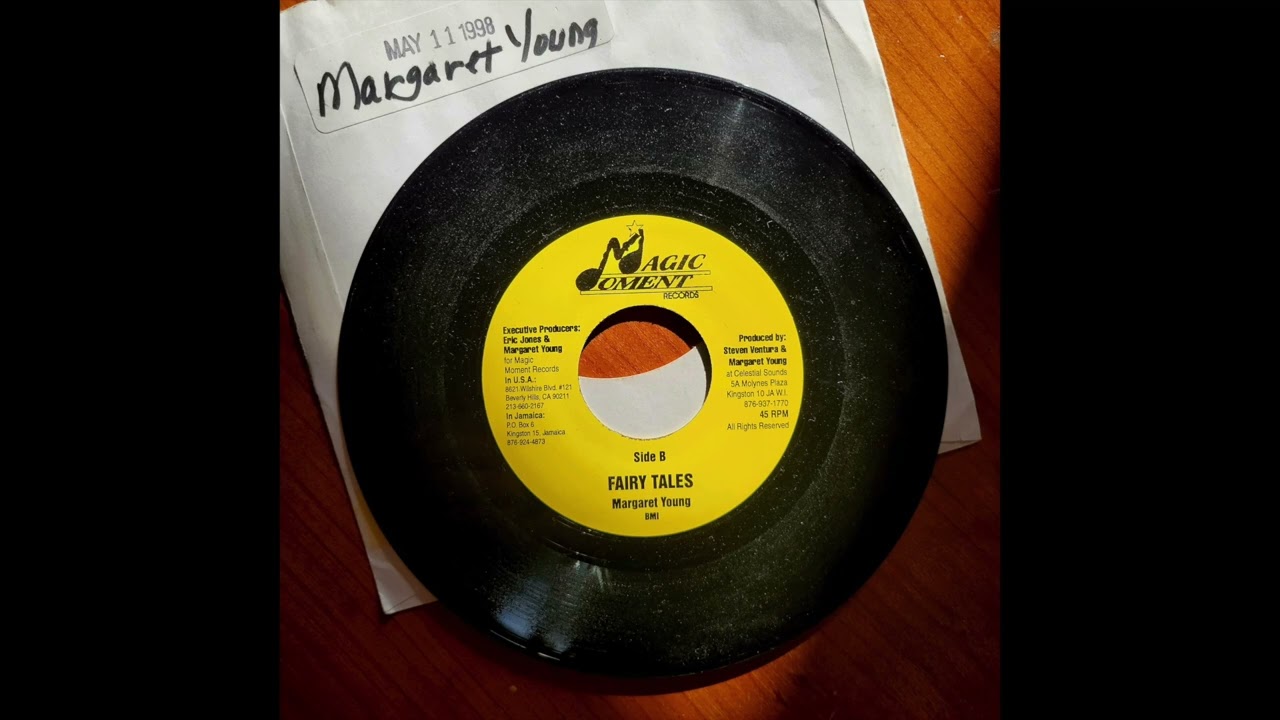 MAY 11 1998
Margaret Young
MAGIC
MOMENT
RECORDS
Executive Producers:
Eric Jones &
Margaret Young
for Magic
Moment Records
In U.S.A.:
8621 Wilshire Blvd. #121
Beverly Hills, CA 90211
213-660-2167
In Jamaica:
P.O. Box 6
Kingston 15, Jamaica
876-924-4873
Produced by:
Steven Ventura &
Margaret Young
at Celestial Sounds
5A Molynes Plaza
Kingston 10 JA W.I.
876-937-1770
45 RPM
All Rights Reserved
Side B
FAIRY TALES
Margaret Young
BMI